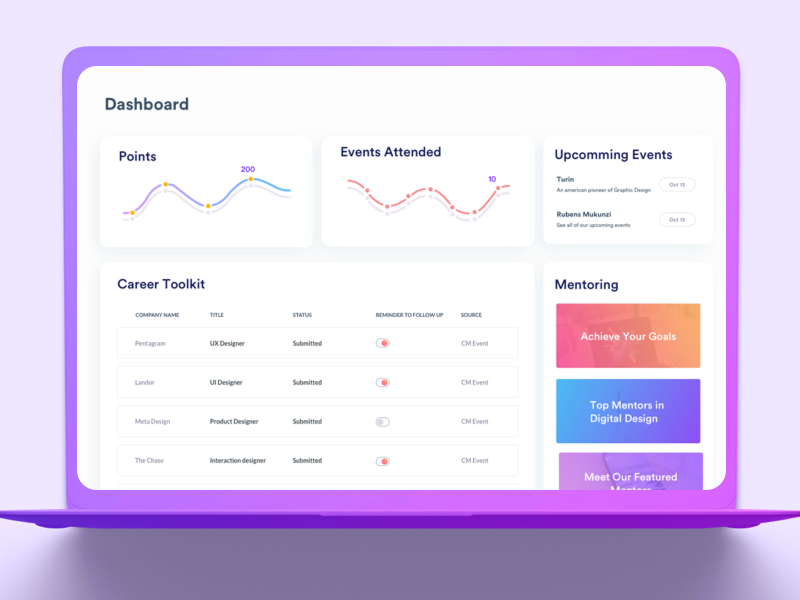 Dashboard
Points
200
Events Attended
10
Upcomming Events
Turin
An american pioneer of Graphic Design
Oct 12
Rubens Mukunzi
See all of our upcoming events
Oct 15
Career Toolkit
COMPANY NAME TITLE STATUS REMINDER TO FOLLOW UP SOURCE
Pentagram UX Designer Submitted CM Event
Landor UI Designer Submitted CM Event
Meta Design Product Designer Submitted CM Event
The Chase Interaction designer Submitted CM Event
Mentoring
Achieve Your Goals
Top Mentors in
Digital Design
Meet Our Featured
Mentors